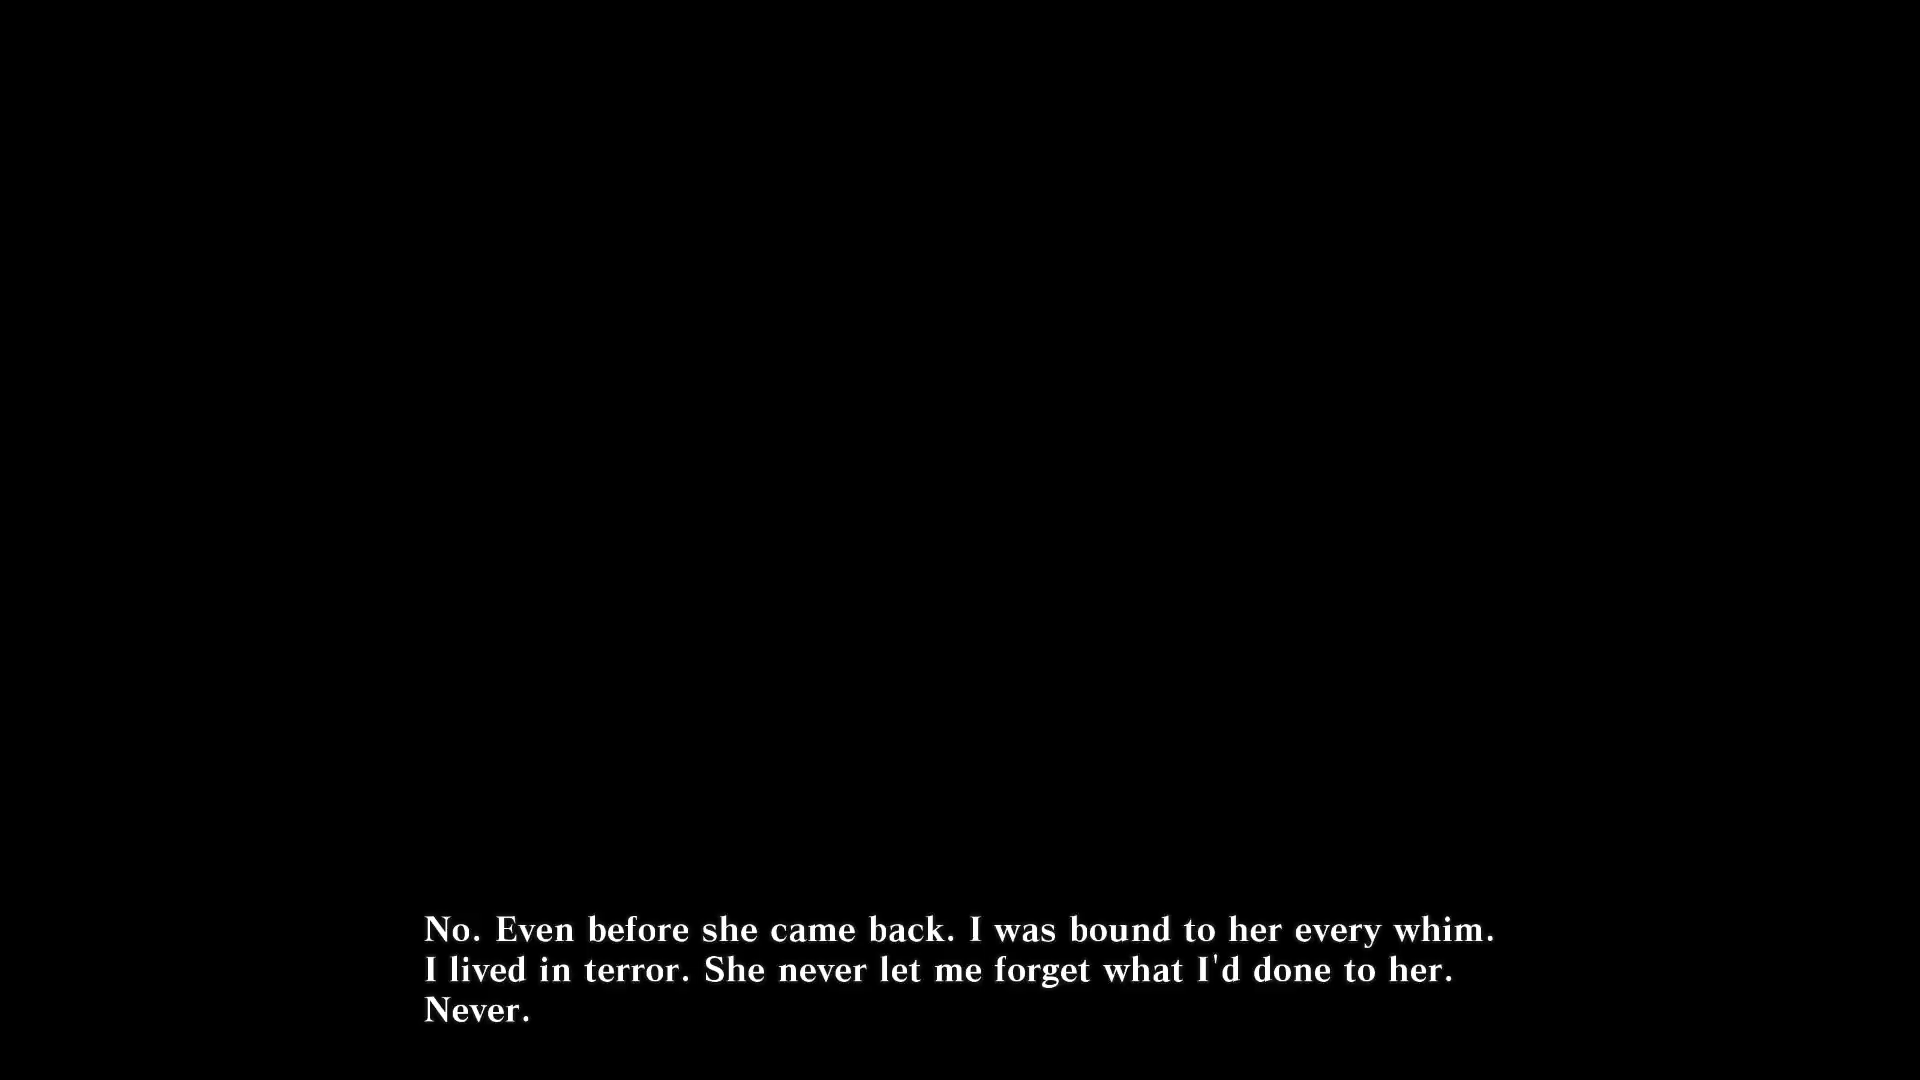 No. Even before she came back. I was bound to her every whim.
I lived in terror. She never let me forget what I'd done to her.
Never.